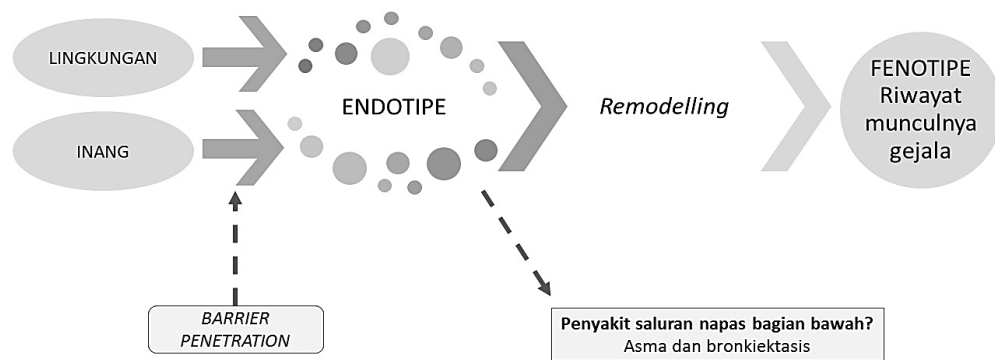 LINGKUNGAN
INANG
ENDOTIPE
Remodelling
FENOTIPE
Riwayat
munculnya
gejala
BARRIER
PENETRATION
Penyakit saluran napas bagian bawah?
Asma dan bronkiektasis